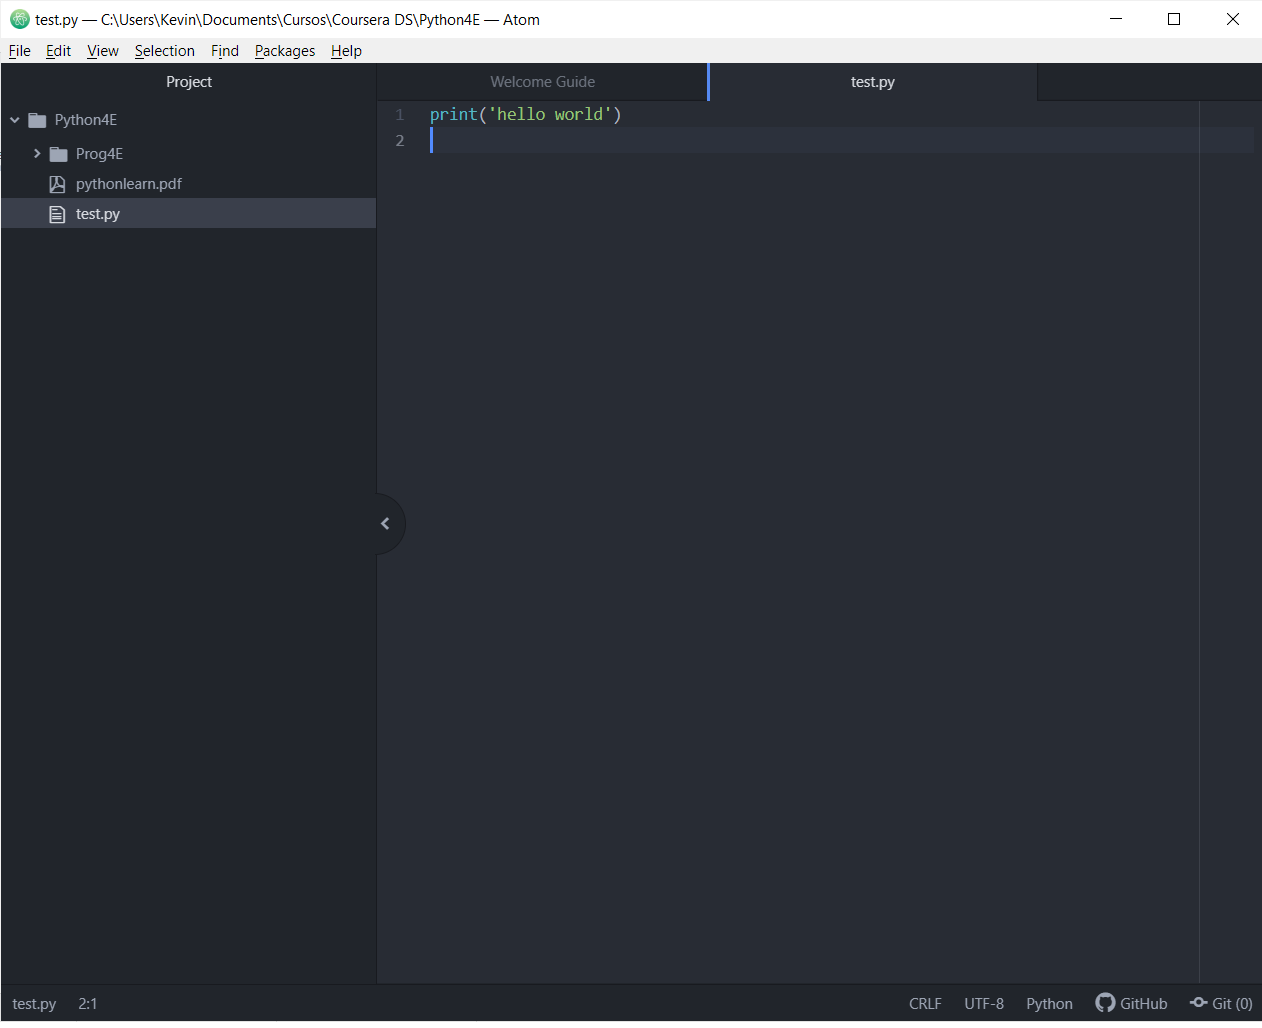 test.py — C:\Users\Kevin\Documents\Cursos\Coursera DS\Python4E — Atom
File Edit View Selection Find Packages Help
Project
Welcome Guide
test.py
Python4E
Prog4E
pythonlearn.pdf
test.py
1 print('hello world')
2
test.py 2:1
CRLF UTF-8 Python GitHub Git (0)